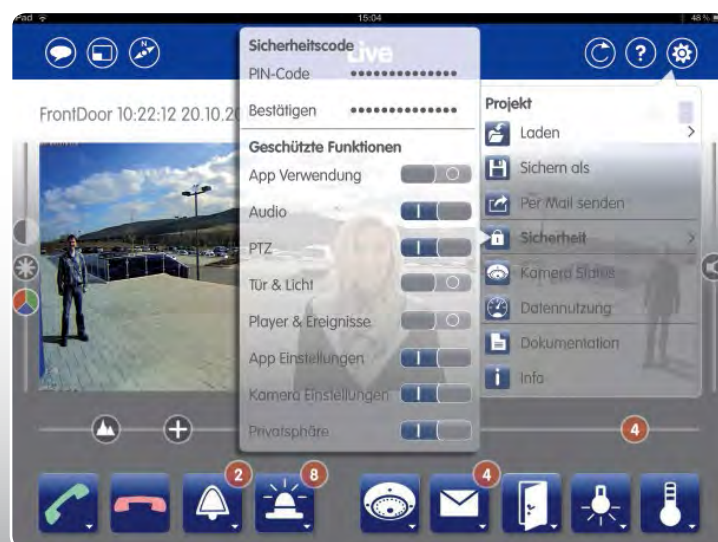 Pad
15:04
48 %
N
Live
?
FrontDoor 10:22:12 20.10.20
Sicherheitscode
PIN-Code ••••••••••••••
Bestätigen ••••••••••••••
Geschützte Funktionen
App Verwendung
Audio
PTZ
Tür & Licht
Player & Ereignisse
App Einstellungen
Kamera Einstellungen
Privatsphäre
Projekt
Laden
Sichern als
Per Mail senden
Sicherheit
Kamera Status
Datennutzung
Dokumentation
Info
4
2
8
4